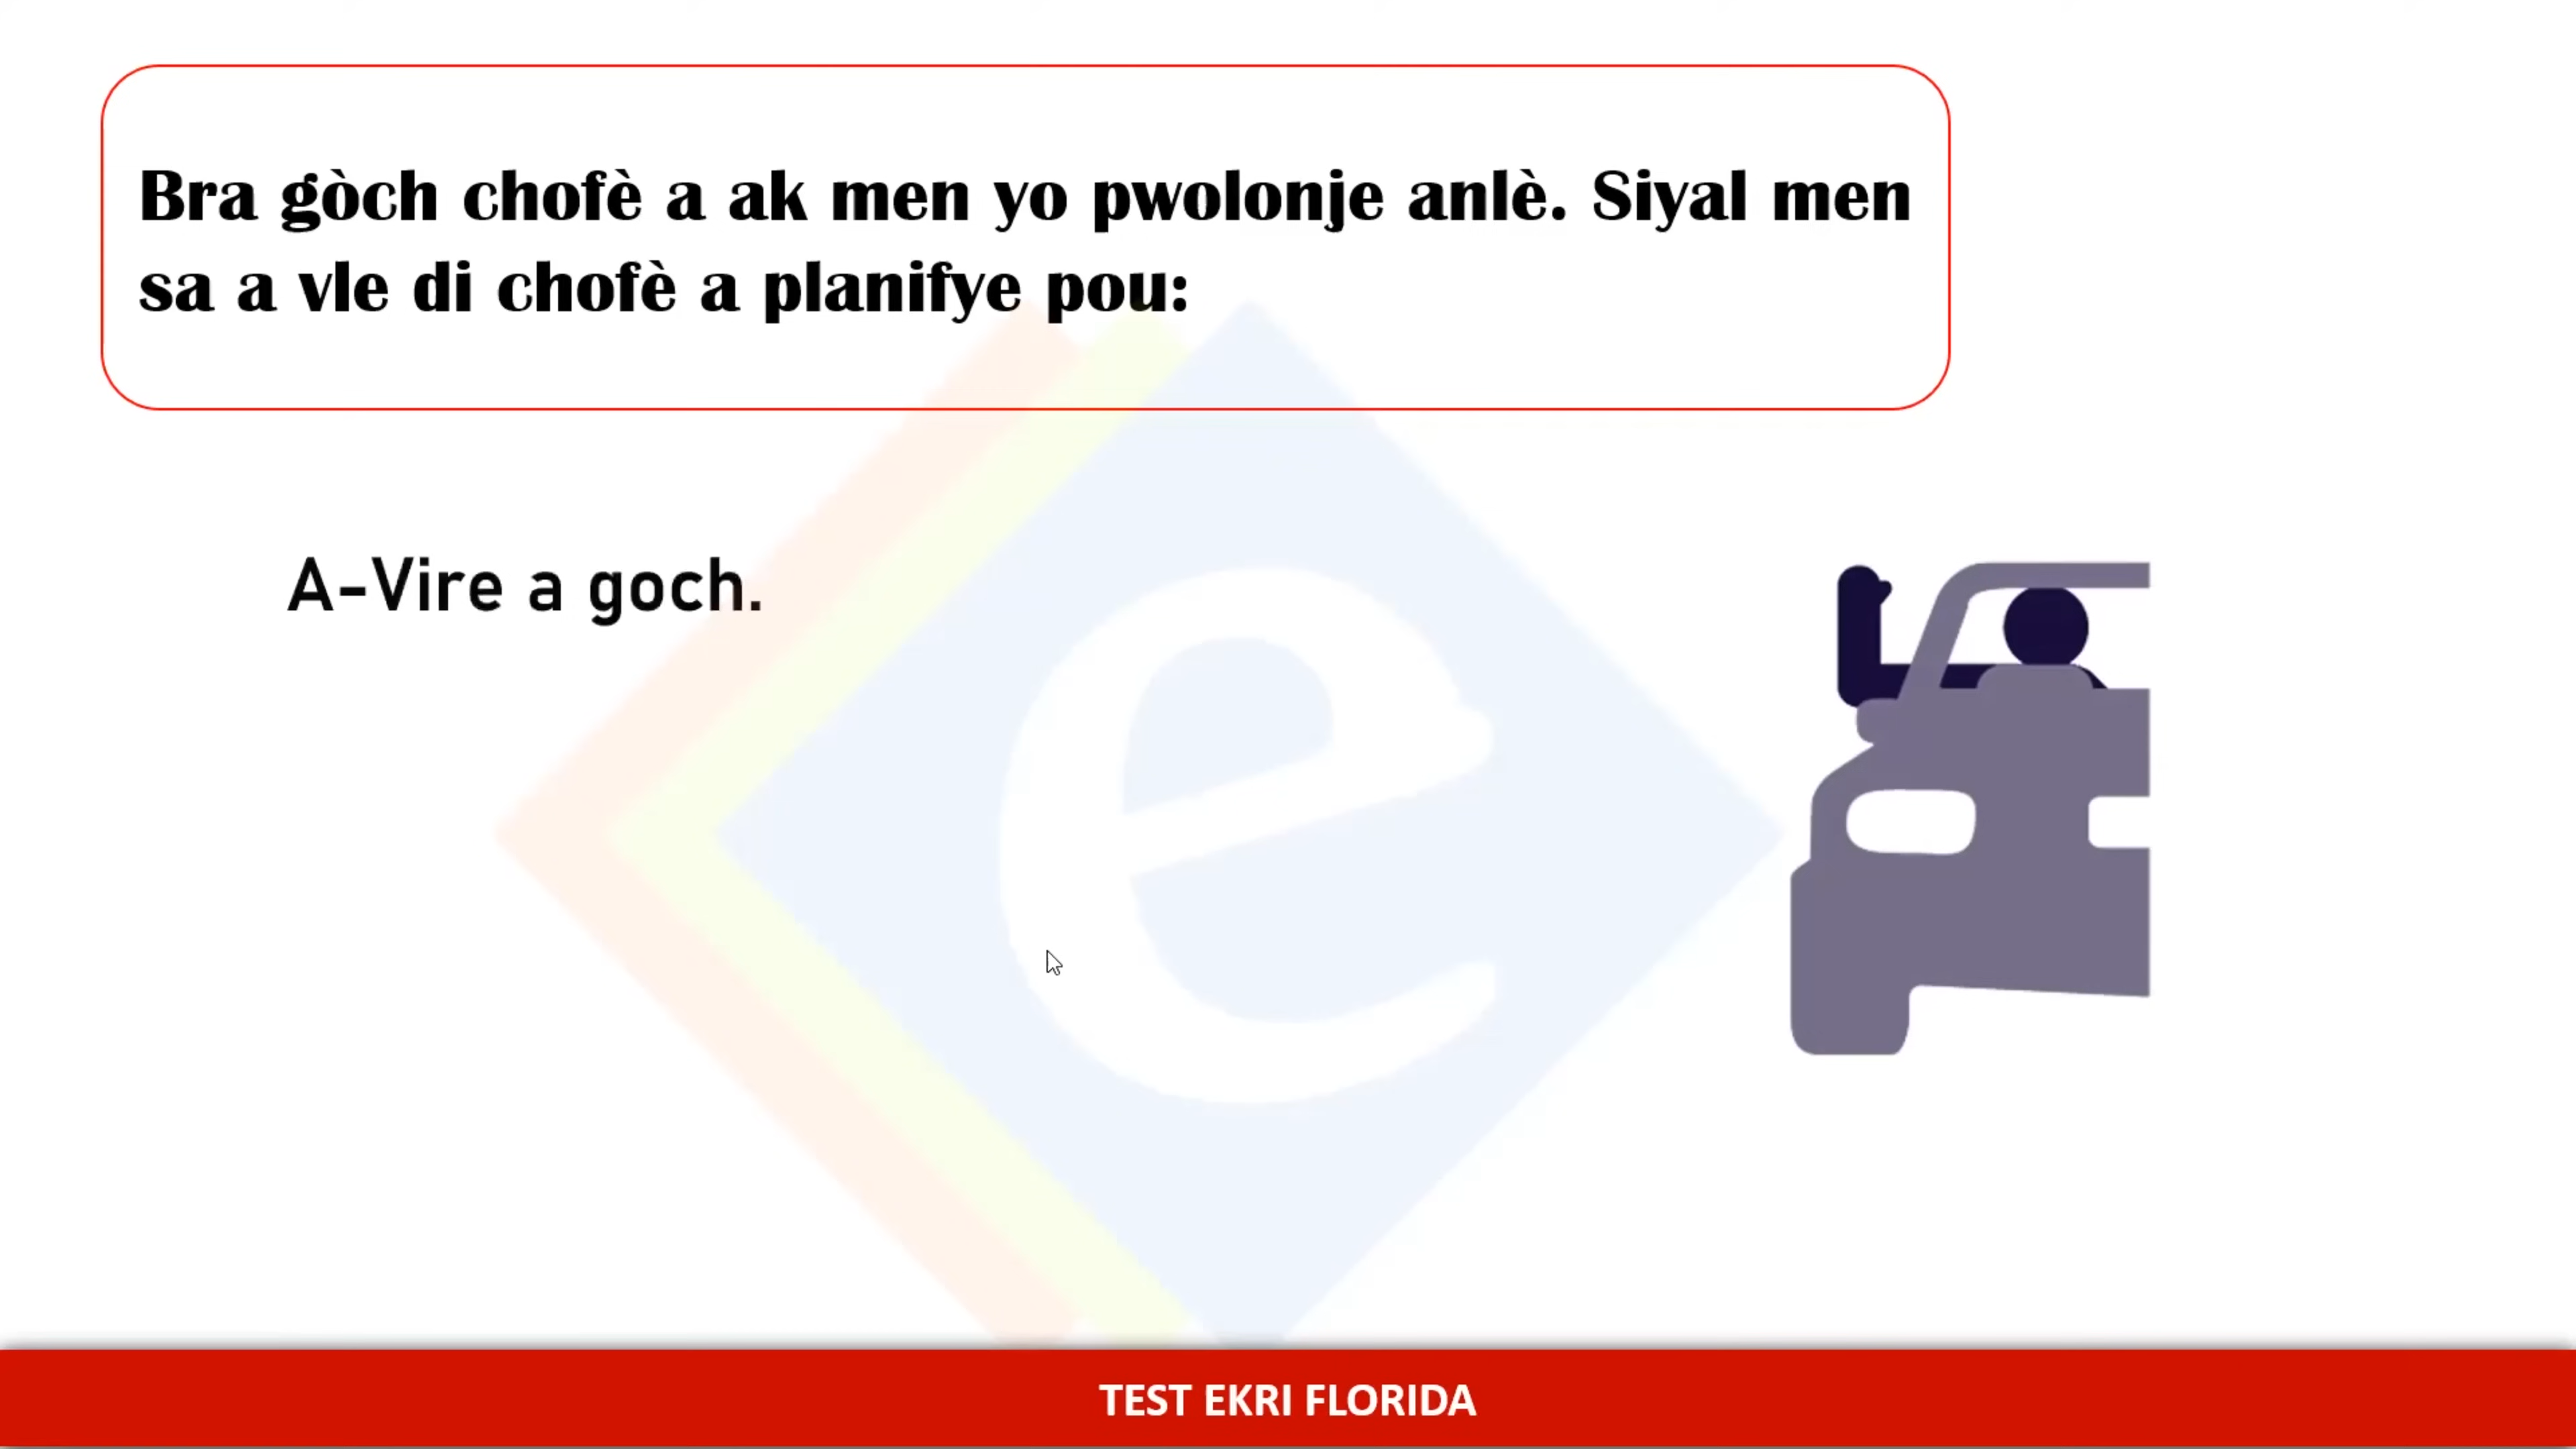 Bra gòch chofè a ak men yo pwolonje anlè. Siyal men
sa a vle di chofè a planifye pou:
A-Vire a goch.
e
TEST EKRI FLORIDA